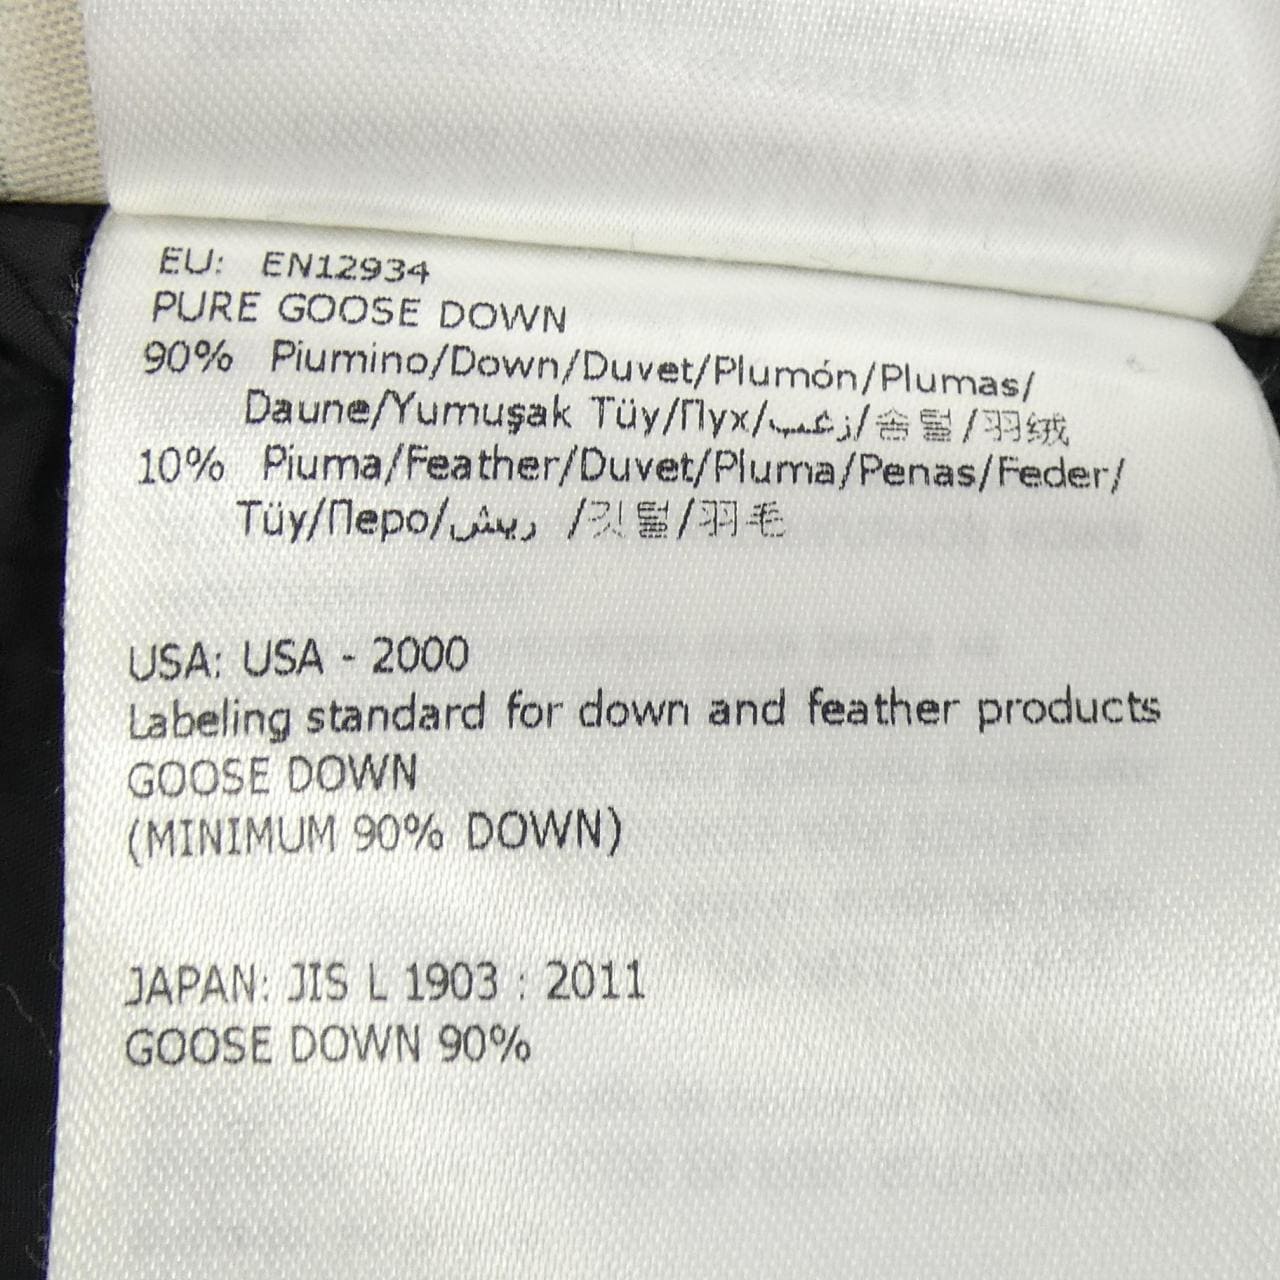 EU: EN12934
PURE GOOSE DOWN
90% Piumino/Down/Duvet/Plumón/Plumas/
Daune/Yumuşak Tüy/Пух/زغب/솜털/羽绒
10% Piuma/Feather/Duvet/Pluma/Penas/Feder/
Tüy/Перо/ريش /깃털/羽毛
USA: USA - 2000
Labeling standard for down and feather products
GOOSE DOWN
(MINIMUM 90% DOWN)
JAPAN: JIS L 1903 : 2011
GOOSE DOWN 90%